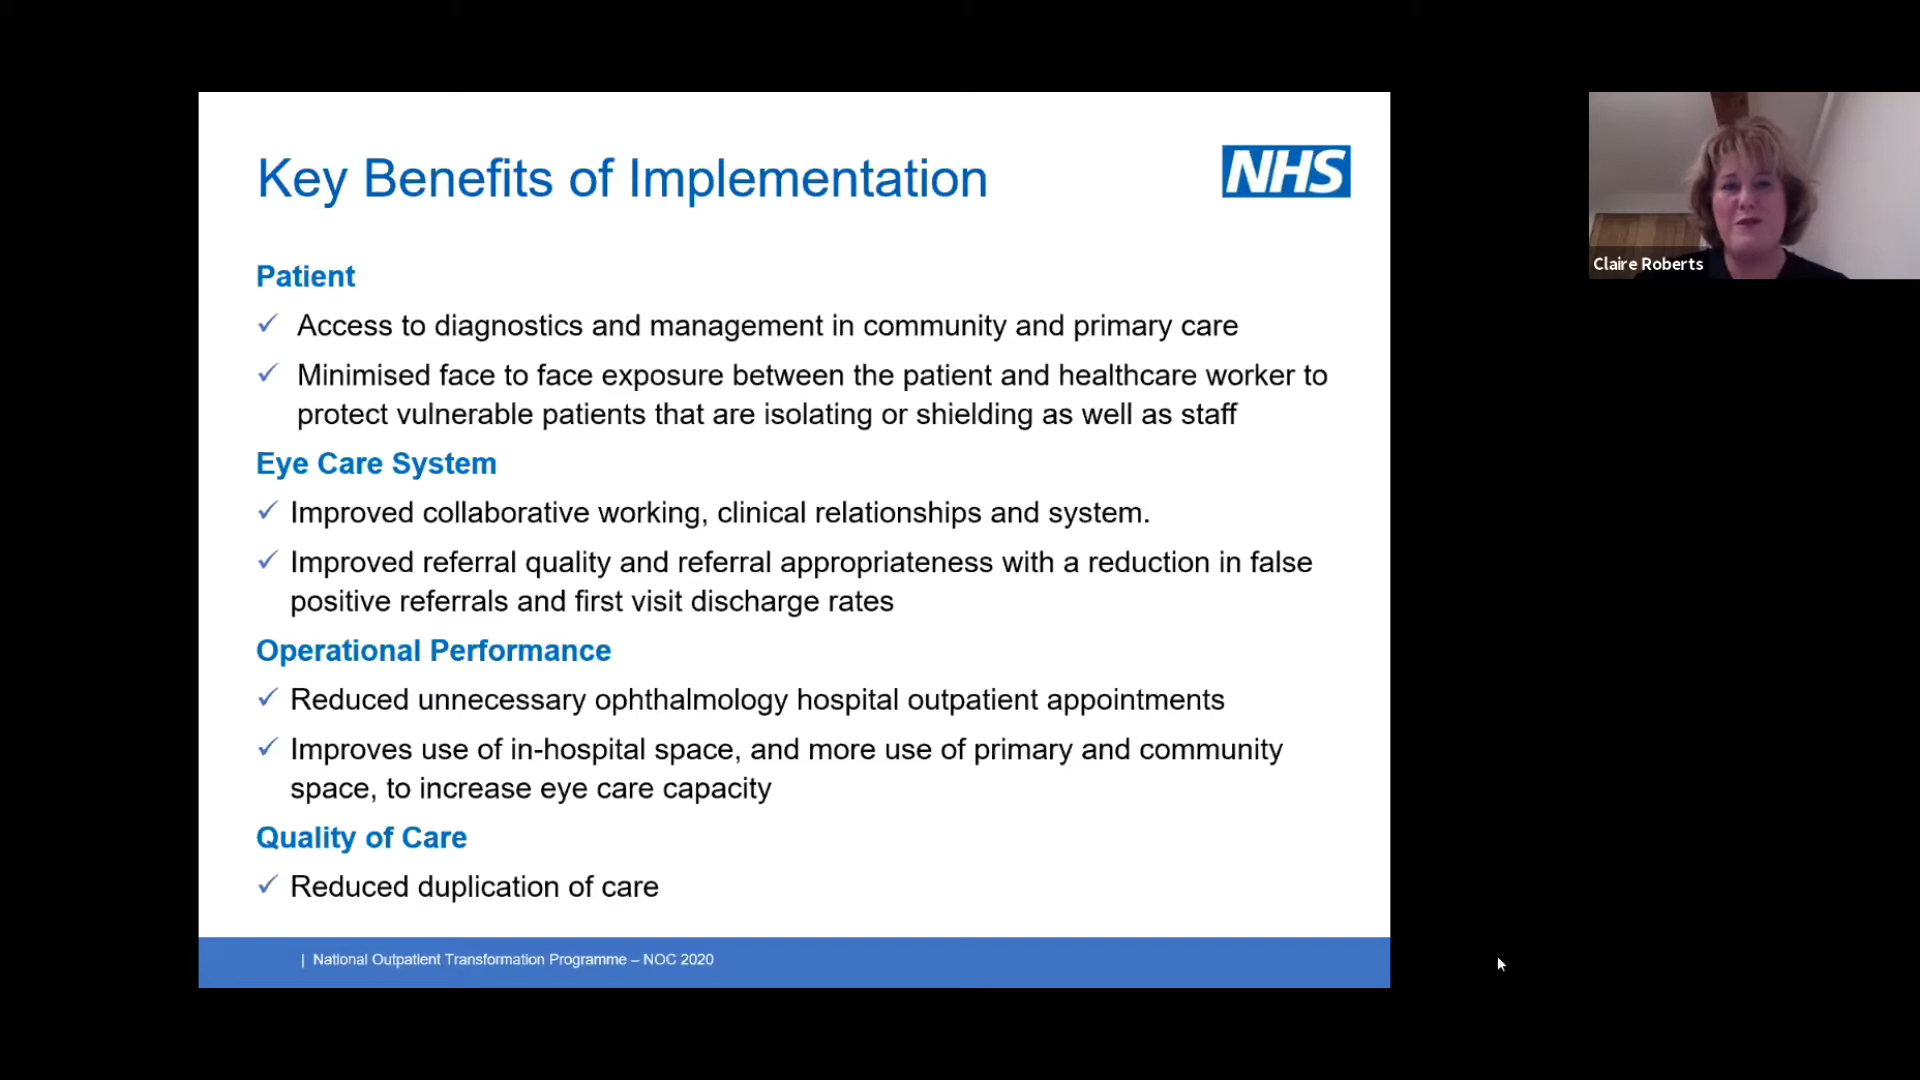 Key Benefits of Implementation
NHS
Patient
✓ Access to diagnostics and management in community and primary care
✓ Minimised face to face exposure between the patient and healthcare worker to
protect vulnerable patients that are isolating or shielding as well as staff
Eye Care System
✓ Improved collaborative working, clinical relationships and system.
✓ Improved referral quality and referral appropriateness with a reduction in false
positive referrals and first visit discharge rates
Operational Performance
✓ Reduced unnecessary ophthalmology hospital outpatient appointments
✓ Improves use of in-hospital space, and more use of primary and community
space, to increase eye care capacity
Quality of Care
✓ Reduced duplication of care
| National Outpatient Transformation Programme – NOC 2020
Claire Roberts